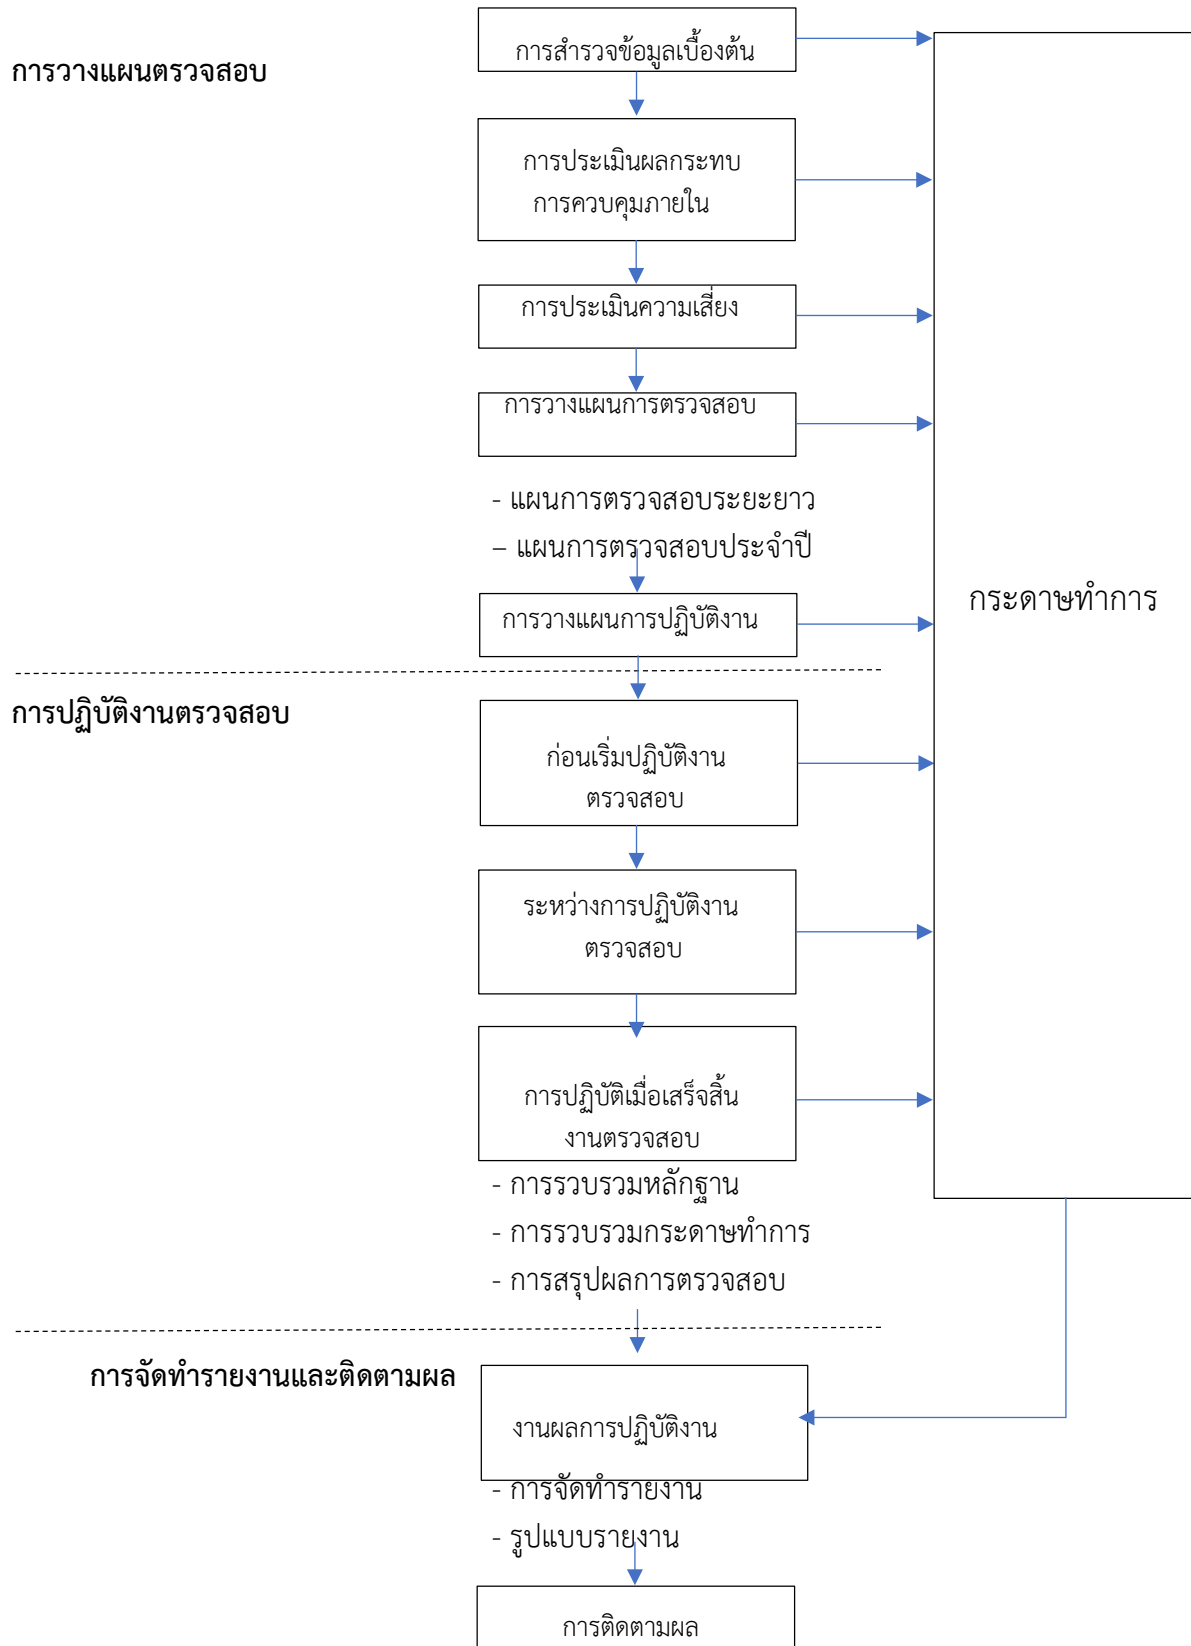 การสำรวจข้อมูลเบื้องต้น
การวางแผนตรวจสอบ
การประเมินผลกระทบ
การควบคุมภายใน
การประเมินความเสี่ยง
การวางแผนการตรวจสอบ
- แผนการตรวจสอบระยะยาว
– แผนการตรวจสอบประจำปี
การวางแผนการปฏิบัติงาน
กระดาษทำการ
การปฏิบัติงานตรวจสอบ
ก่อนเริ่มปฏิบัติงาน
ตรวจสอบ
ระหว่างการปฏิบัติงาน
ตรวจสอบ
การปฏิบัติเมื่อเสร็จสิ้น
งานตรวจสอบ
- การรวบรวมหลักฐาน
- การรวบรวมกระดาษทำการ
- การสรุปผลการตรวจสอบ
การจัดทำรายงานและติดตามผล
งานผลการปฏิบัติงาน
- การจัดทำรายงาน
- รูปแบบรายงาน
การติดตามผล